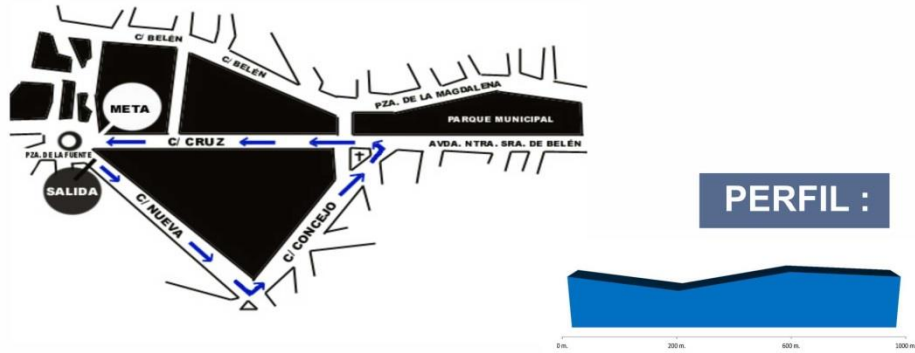 C/ BELÉN
C/ BELÉN
PZA. DE LA MAGDALENA
META
PARQUE MUNICIPAL
C/ CRUZ
AVDA. NTRA. SRA. DE BELÉN
PZA. DE LA FUENTE
SALIDA
C/ NUEVA
C/ CONCEJO
PERFIL :
0 m.
200 m.
600 m.
1000 m